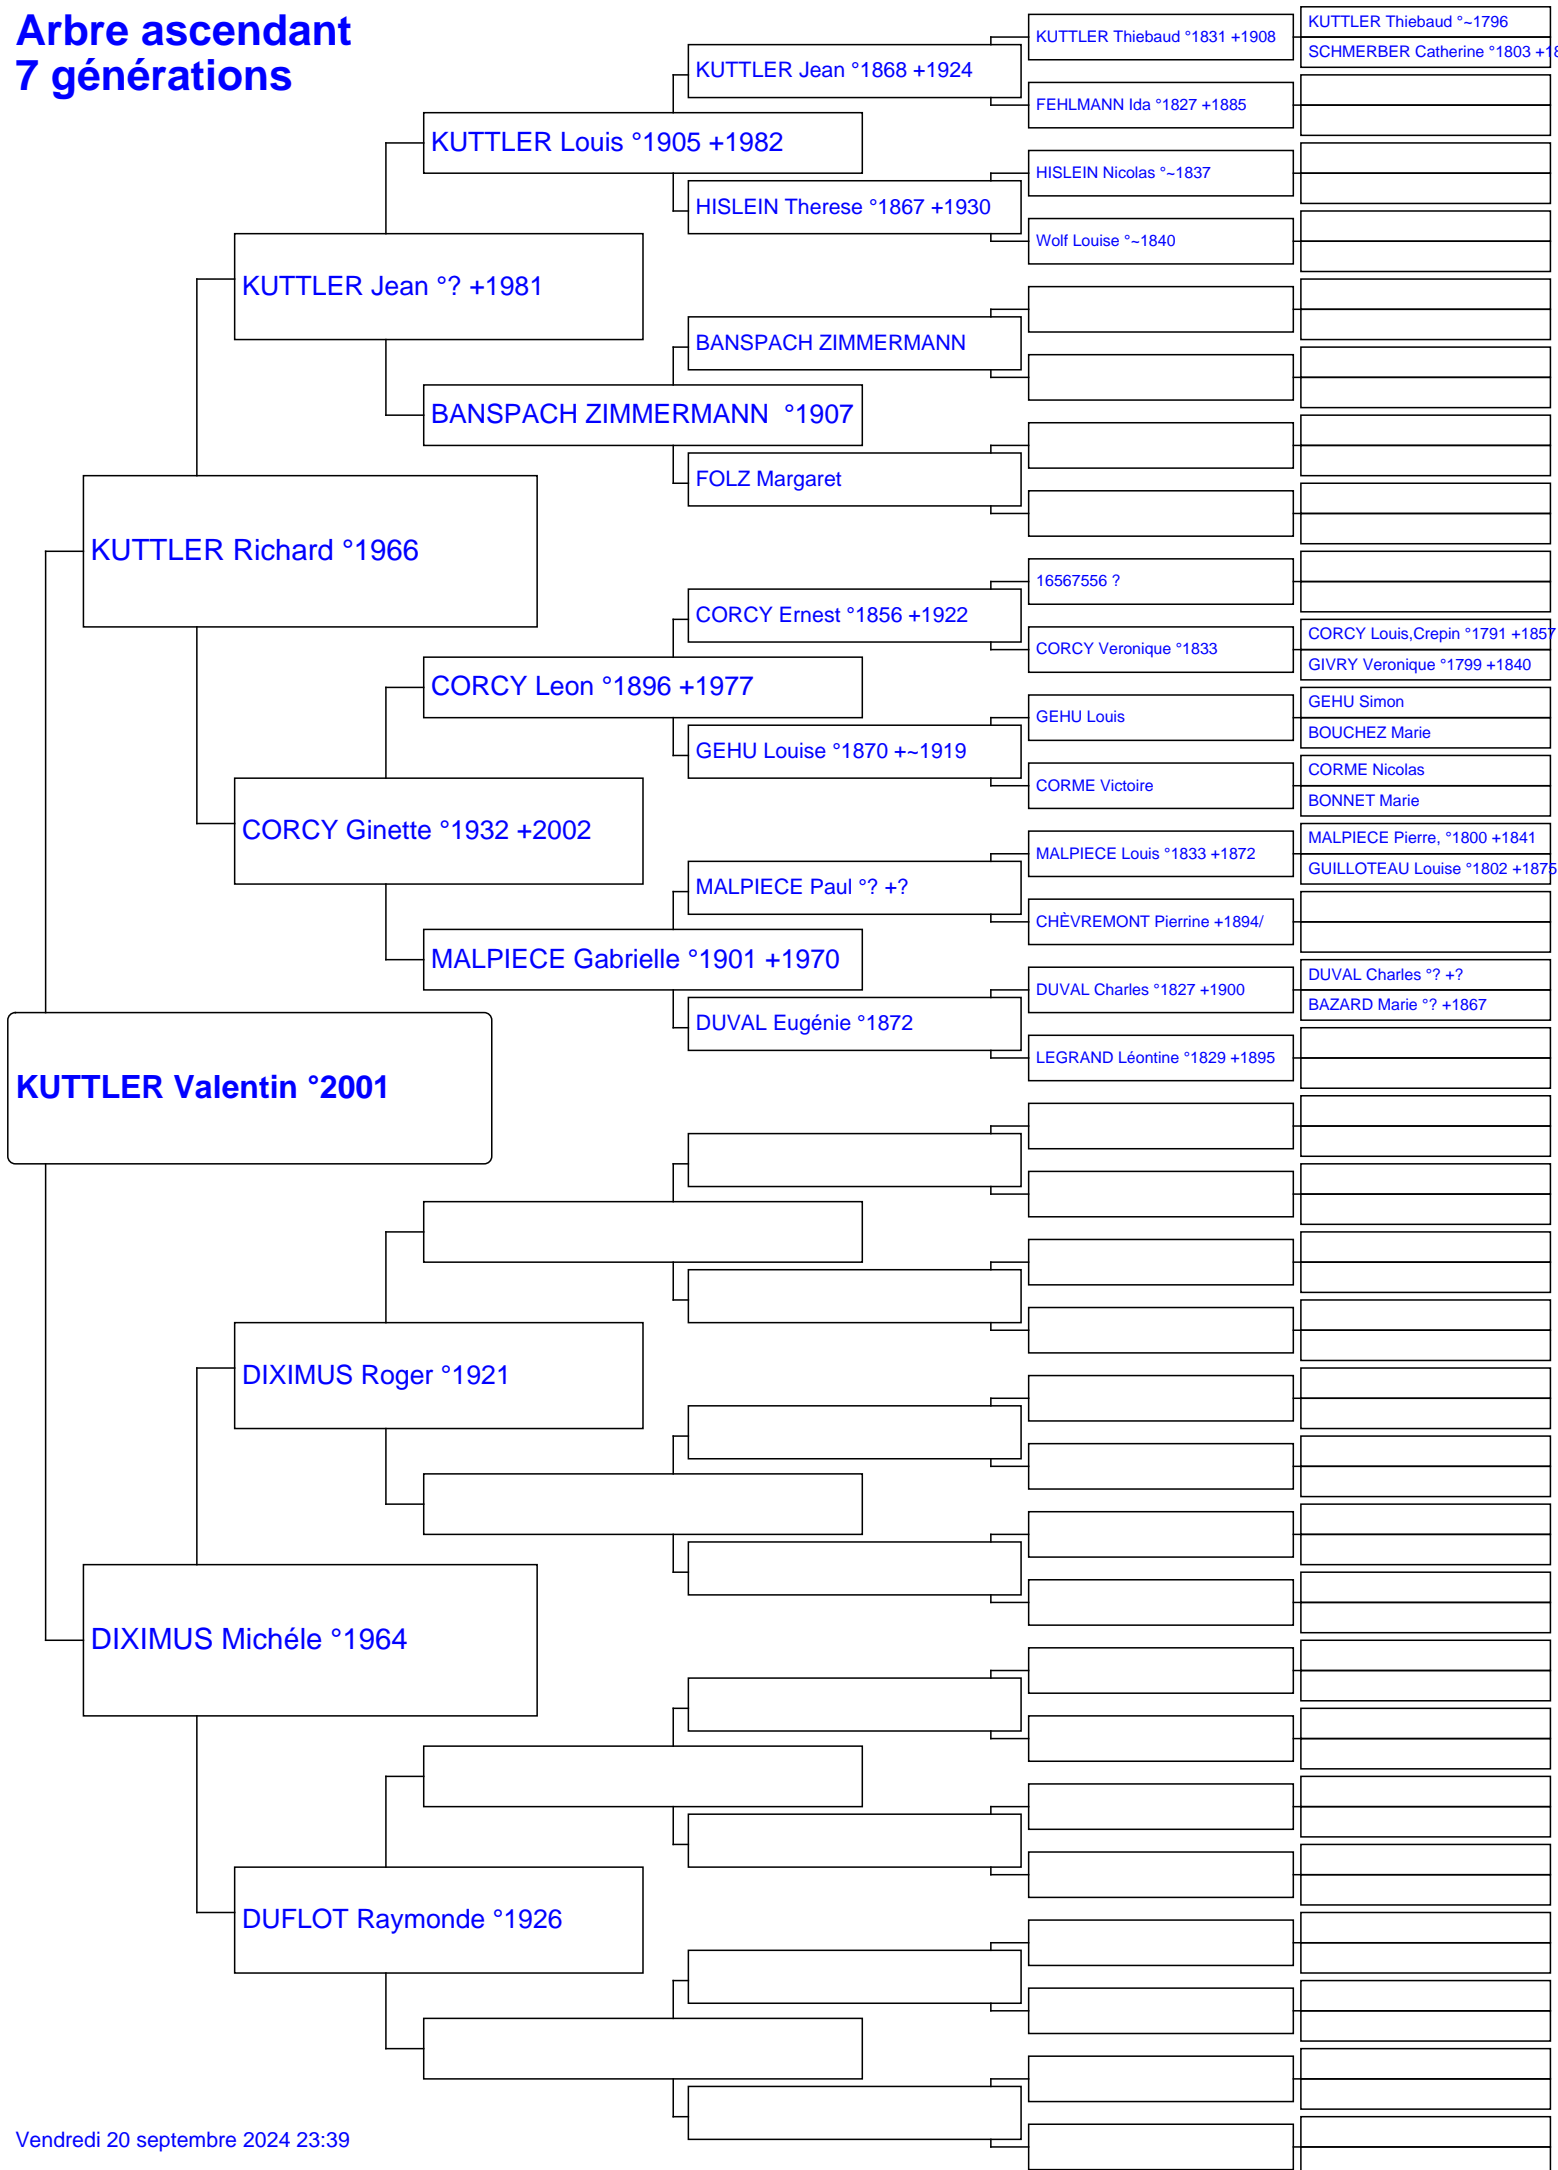 Arbre ascendant
7 générations
KUTTLER Thiebaud °~1796
KUTTLER Thiebaud °1831 +1908
SCHMERBER Catherine °1803 +18
KUTTLER Jean °1868 +1924
FEHLMANN Ida °1827 +1885
KUTTLER Louis °1905 +1982
HISLEIN Nicolas °~1837
HISLEIN Therese °1867 +1930
Wolf Louise °~1840
KUTTLER Jean °? +1981
BANSPACH ZIMMERMANN
BANSPACH ZIMMERMANN  °1907
FOLZ Margaret
KUTTLER Richard °1966
16567556 ?
CORCY Ernest °1856 +1922
CORCY Louis,Crepin °1791 +1857
CORCY Veronique °1833
GIVRY Veronique °1799 +1840
CORCY Leon °1896 +1977
GEHU Simon
GEHU Louis
BOUCHEZ Marie
GEHU Louise °1870 +~1919
CORME Nicolas
CORME Victoire
BONNET Marie
CORCY Ginette °1932 +2002
MALPIECE Pierre, °1800 +1841
MALPIECE Louis °1833 +1872
GUILLOTEAU Louise °1802 +1875
MALPIECE Paul °? +?
CHÈVREMONT Pierrine +1894/
MALPIECE Gabrielle °1901 +1970
DUVAL Charles °? +?
DUVAL Charles °1827 +1900
BAZARD Marie °? +1867
DUVAL Eugénie °1872
LEGRAND Léontine °1829 +1895
KUTTLER Valentin °2001
DIXIMUS Roger °1921
DIXIMUS Michéle °1964
DUFLOT Raymonde °1926
Vendredi 20 septembre 2024 23:39